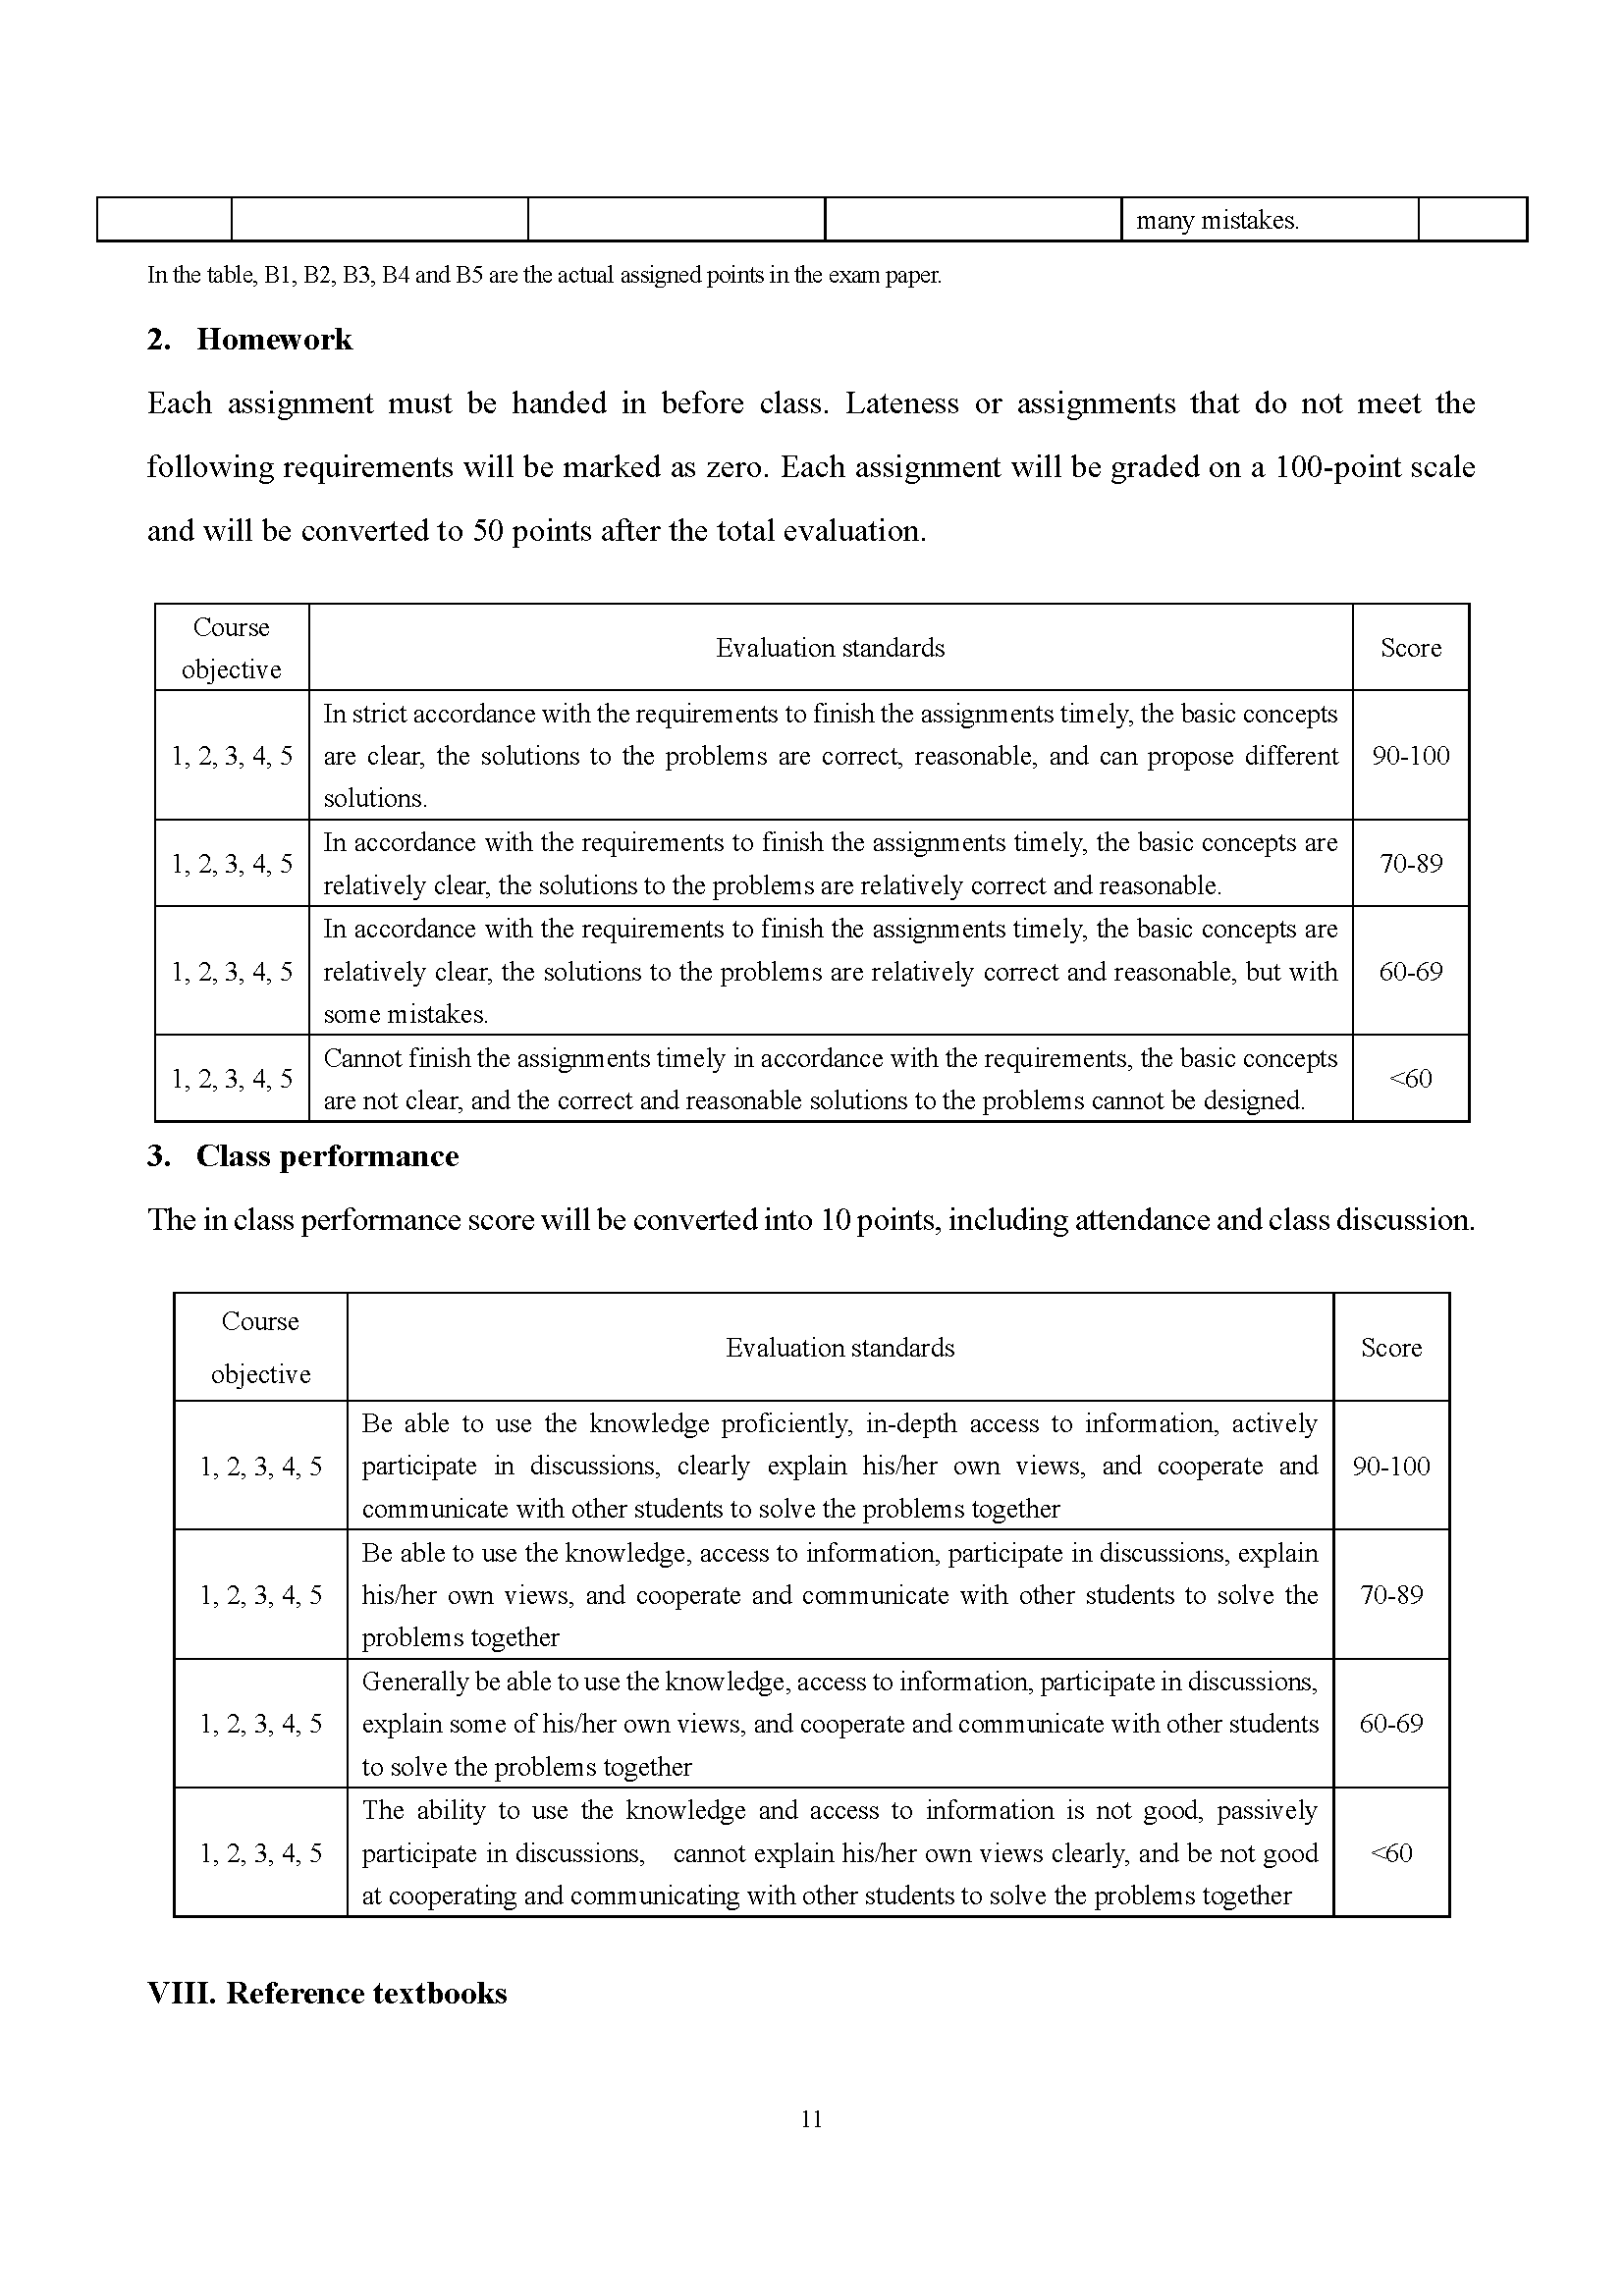 many mistakes.
In the table, B1, B2, B3, B4 and B5 are the actual assigned points in the exam paper.
2. Homework
Each assignment must be handed in before class. Lateness or assignments that do not meet the
following requirements will be marked as zero. Each assignment will be graded on a 100-point scale
and will be converted to 50 points after the total evaluation.
Course
objective
Evaluation standards
Score
1, 2, 3, 4, 5
In strict accordance with the requirements to finish the assignments timely, the basic concepts
are clear, the solutions to the problems are correct, reasonable, and can propose different
solutions.
90-100
1, 2, 3, 4, 5
In accordance with the requirements to finish the assignments timely, the basic concepts are
relatively clear, the solutions to the problems are relatively correct and reasonable.
70-89
1, 2, 3, 4, 5
In accordance with the requirements to finish the assignments timely, the basic concepts are
relatively clear, the solutions to the problems are relatively correct and reasonable, but with
some mistakes.
60-69
1, 2, 3, 4, 5
Cannot finish the assignments timely in accordance with the requirements, the basic concepts
are not clear, and the correct and reasonable solutions to the problems cannot be designed.
<60
3. Class performance
The in class performance score will be converted into 10 points, including attendance and class discussion.
Course
objective
Evaluation standards
Score
1, 2, 3, 4, 5
Be able to use the knowledge proficiently, in-depth access to information, actively
participate in discussions, clearly explain his/her own views, and cooperate and
communicate with other students to solve the problems together
90-100
1, 2, 3, 4, 5
Be able to use the knowledge, access to information, participate in discussions, explain
his/her own views, and cooperate and communicate with other students to solve the
problems together
70-89
1, 2, 3, 4, 5
Generally be able to use the knowledge, access to information, participate in discussions,
explain some of his/her own views, and cooperate and communicate with other students
to solve the problems together
60-69
1, 2, 3, 4, 5
The ability to use the knowledge and access to information is not good, passively
participate in discussions, cannot explain his/her own views clearly, and be not good
at cooperating and communicating with other students to solve the problems together
<60
VIII. Reference textbooks
11